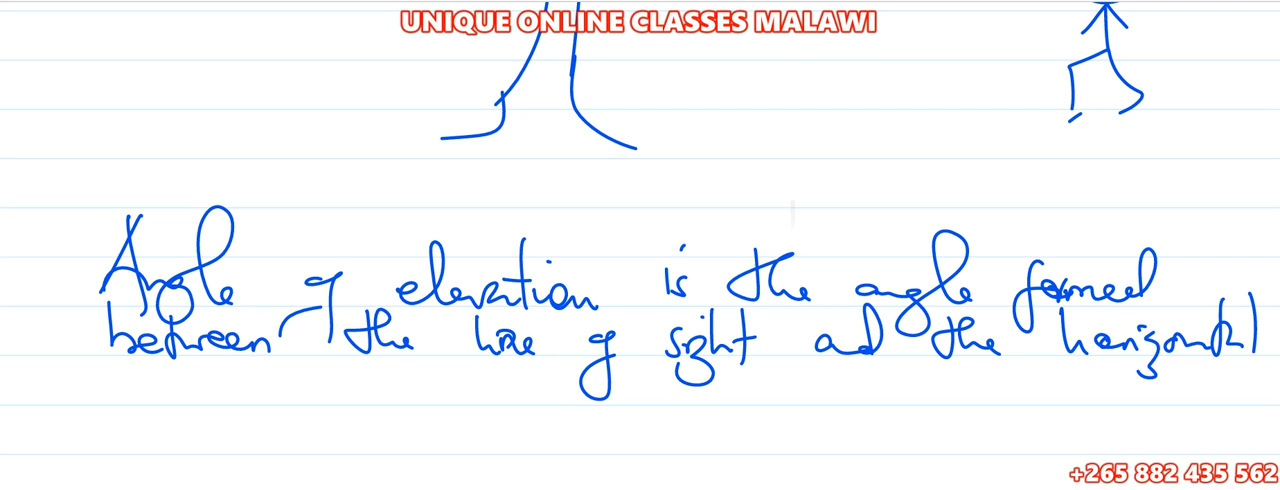 UNIQUE ONLINE CLASSES MALAWI
Angle of elevation is the angle formed
between the line of sight and the horizontal
+265 882 435 562